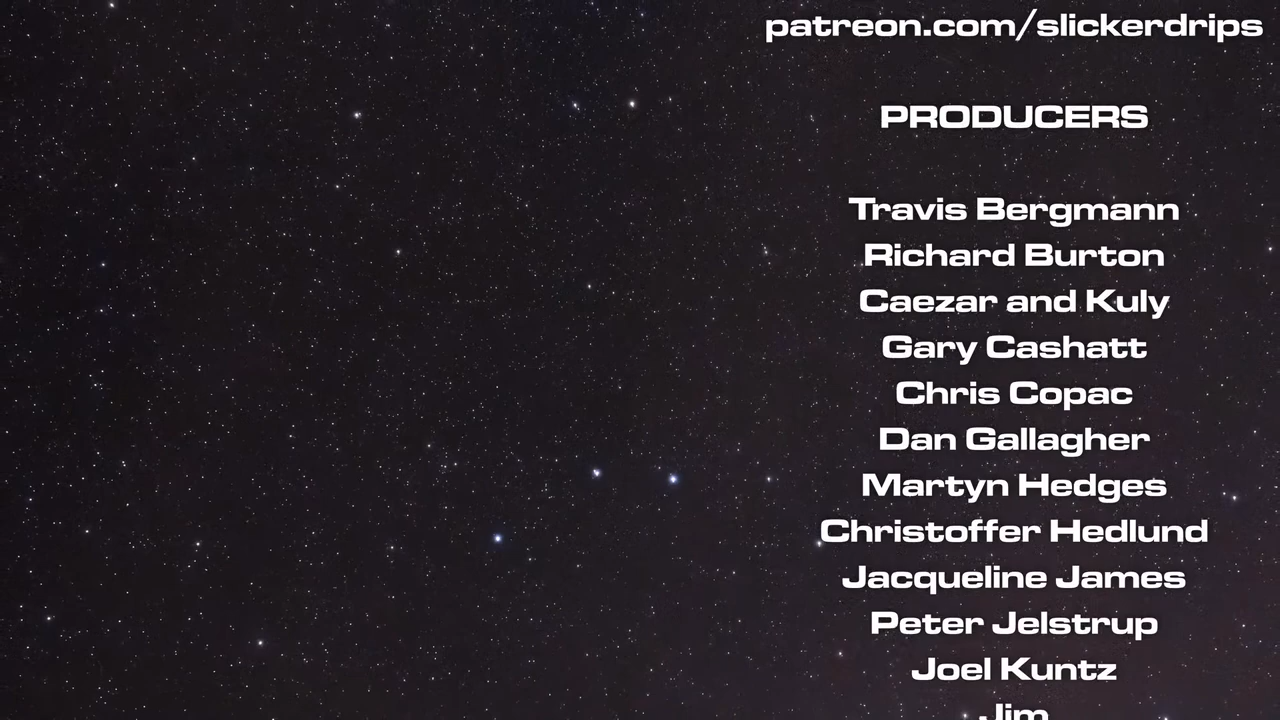 patreon.com/slickerdrips
PRODUCERS
Travis Bergmann
Richard Burton
Caezar and Kuly
Gary Cashatt
Chris Copac
Dan Gallagher
Martyn Hedges
Christoffer Hedlund
Jacqueline James
Peter Jelstrup
Joel Kuntz
Jim